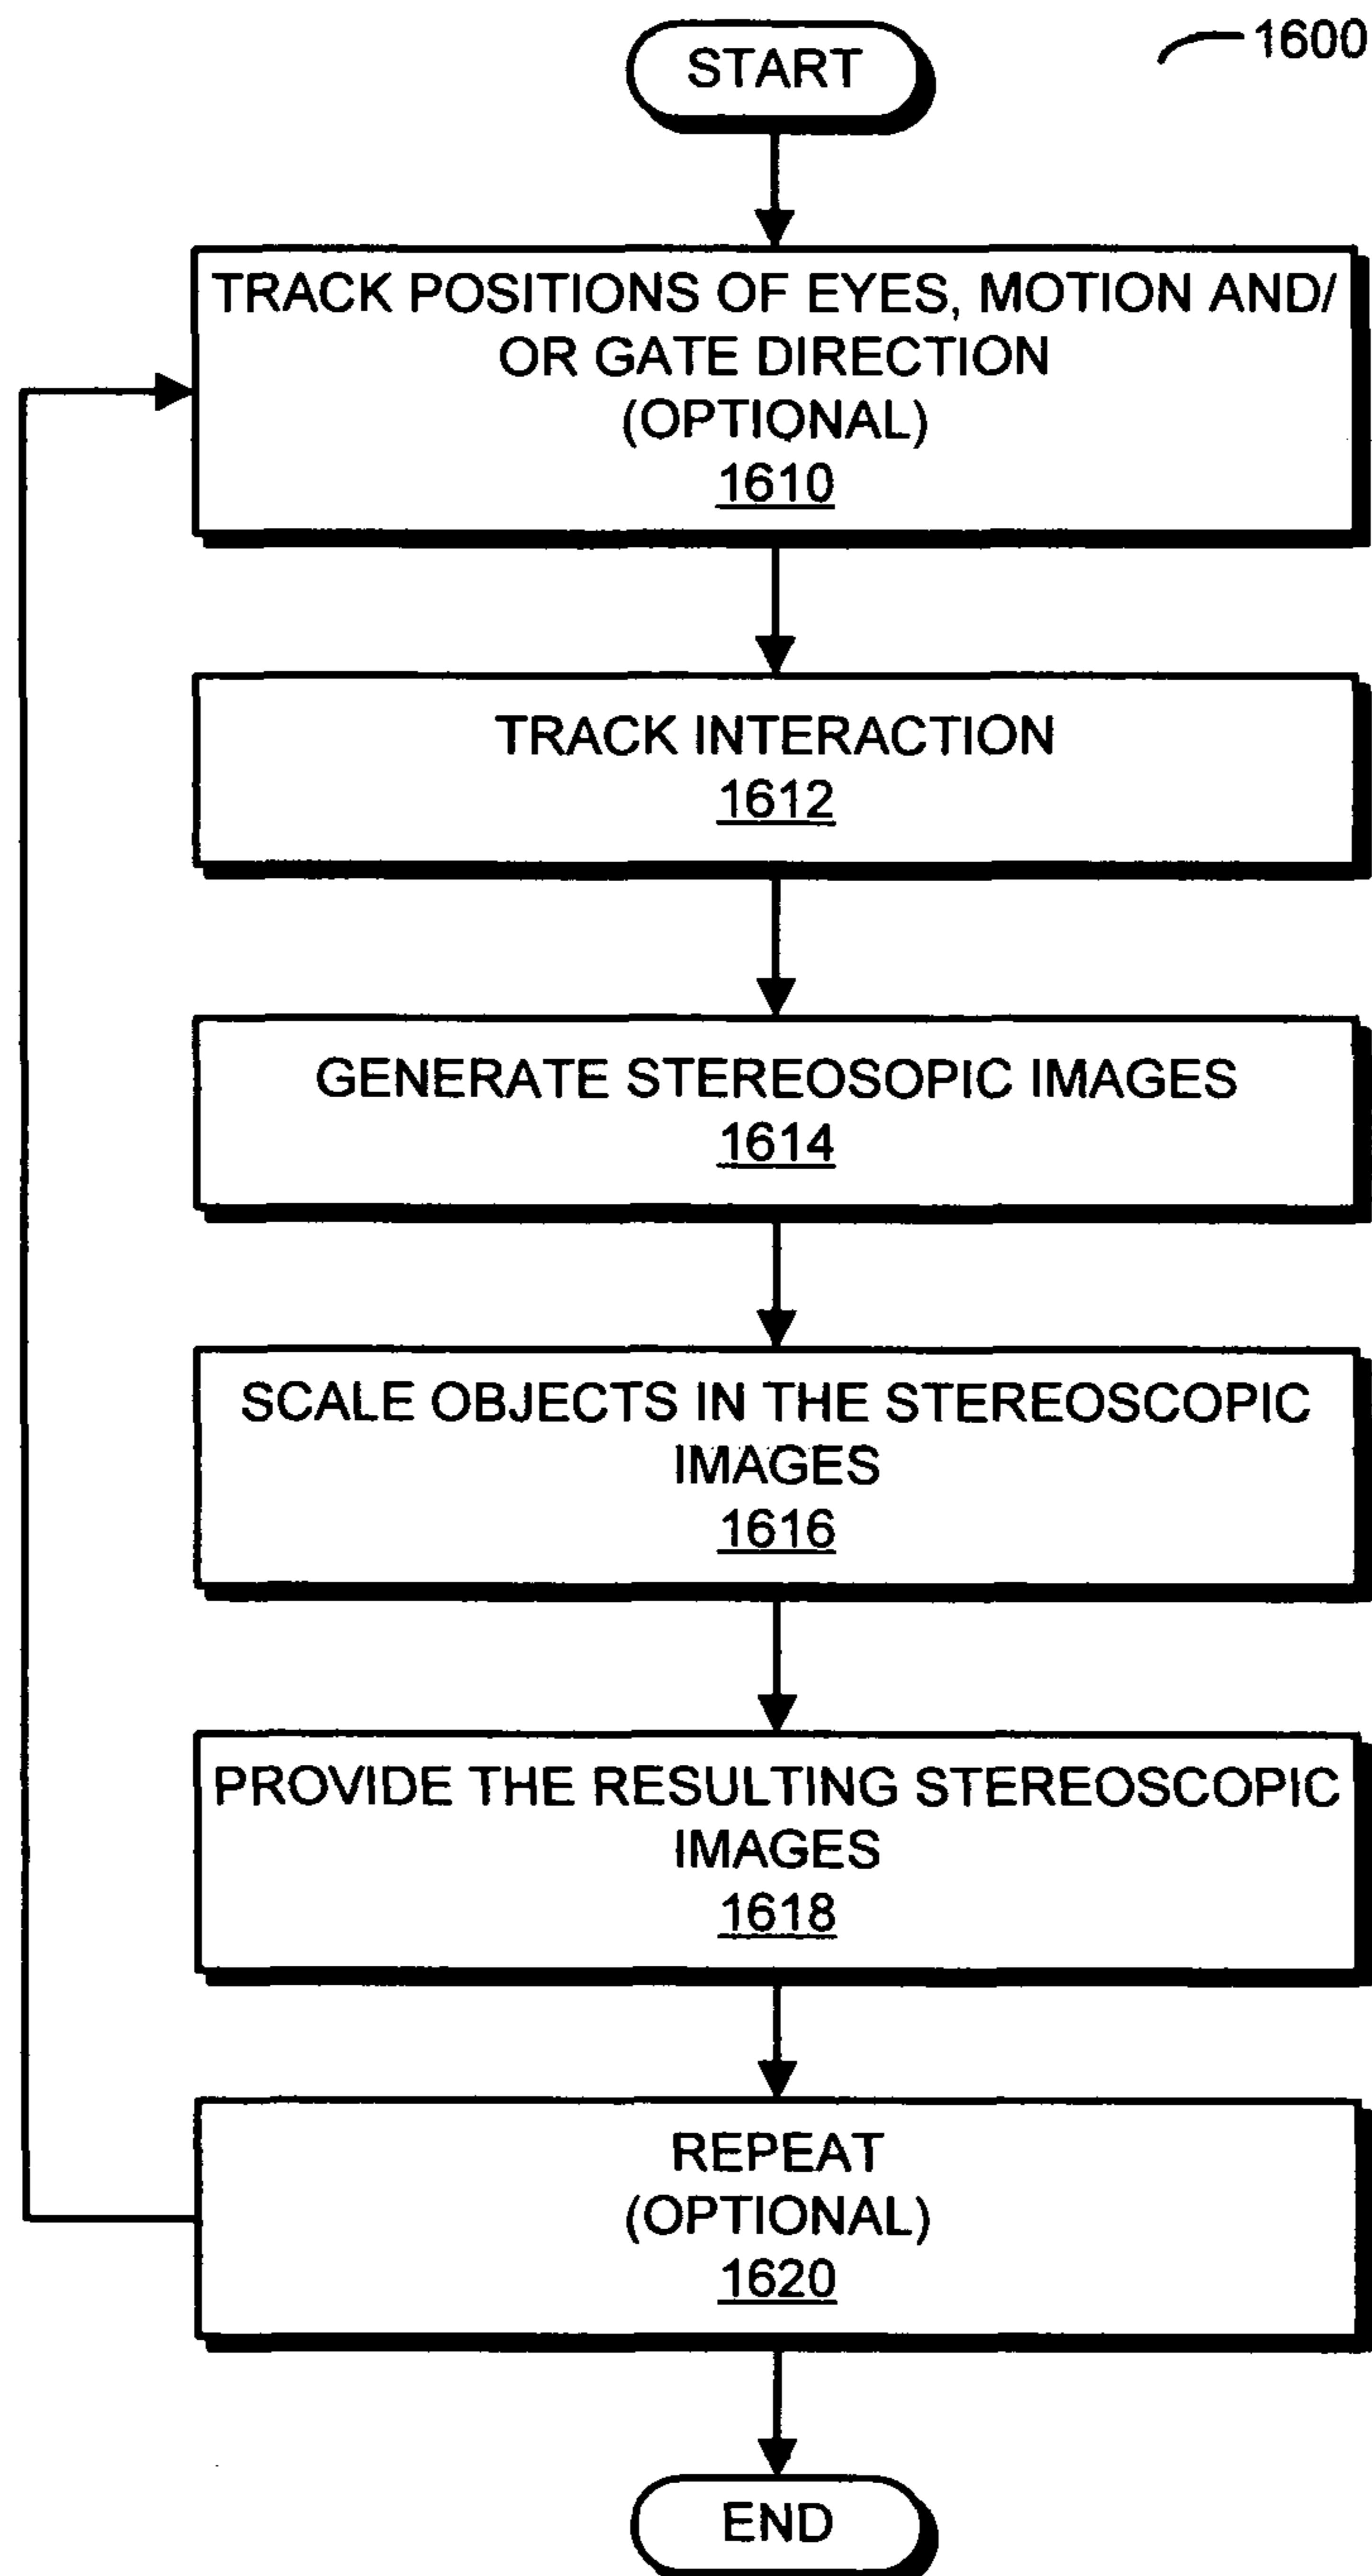 1600
START
TRACK POSITIONS OF EYES, MOTION AND/
OR GATE DIRECTION
(OPTIONAL)
1610
TRACK INTERACTION
1612
GENERATE STEREOSOPIC IMAGES
1614
SCALE OBJECTS IN THE STEREOSCOPIC
IMAGES
1616
PROVIDE THE RESULTING STEREOSCOPIC
IMAGES
1618
REPEAT
(OPTIONAL)
1620
END